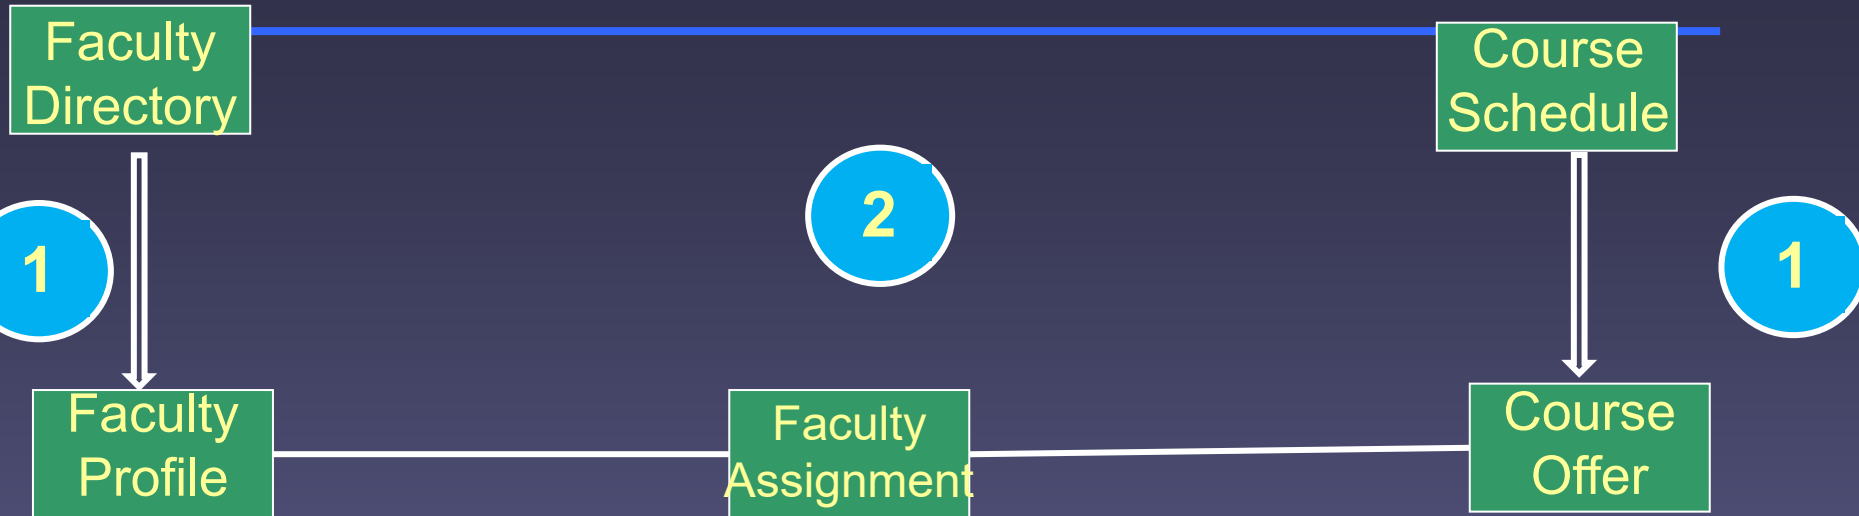 Faculty
Directory
Course
Schedule
1
2
1
Faculty
Profile
Faculty
Assignment
Course
Offer